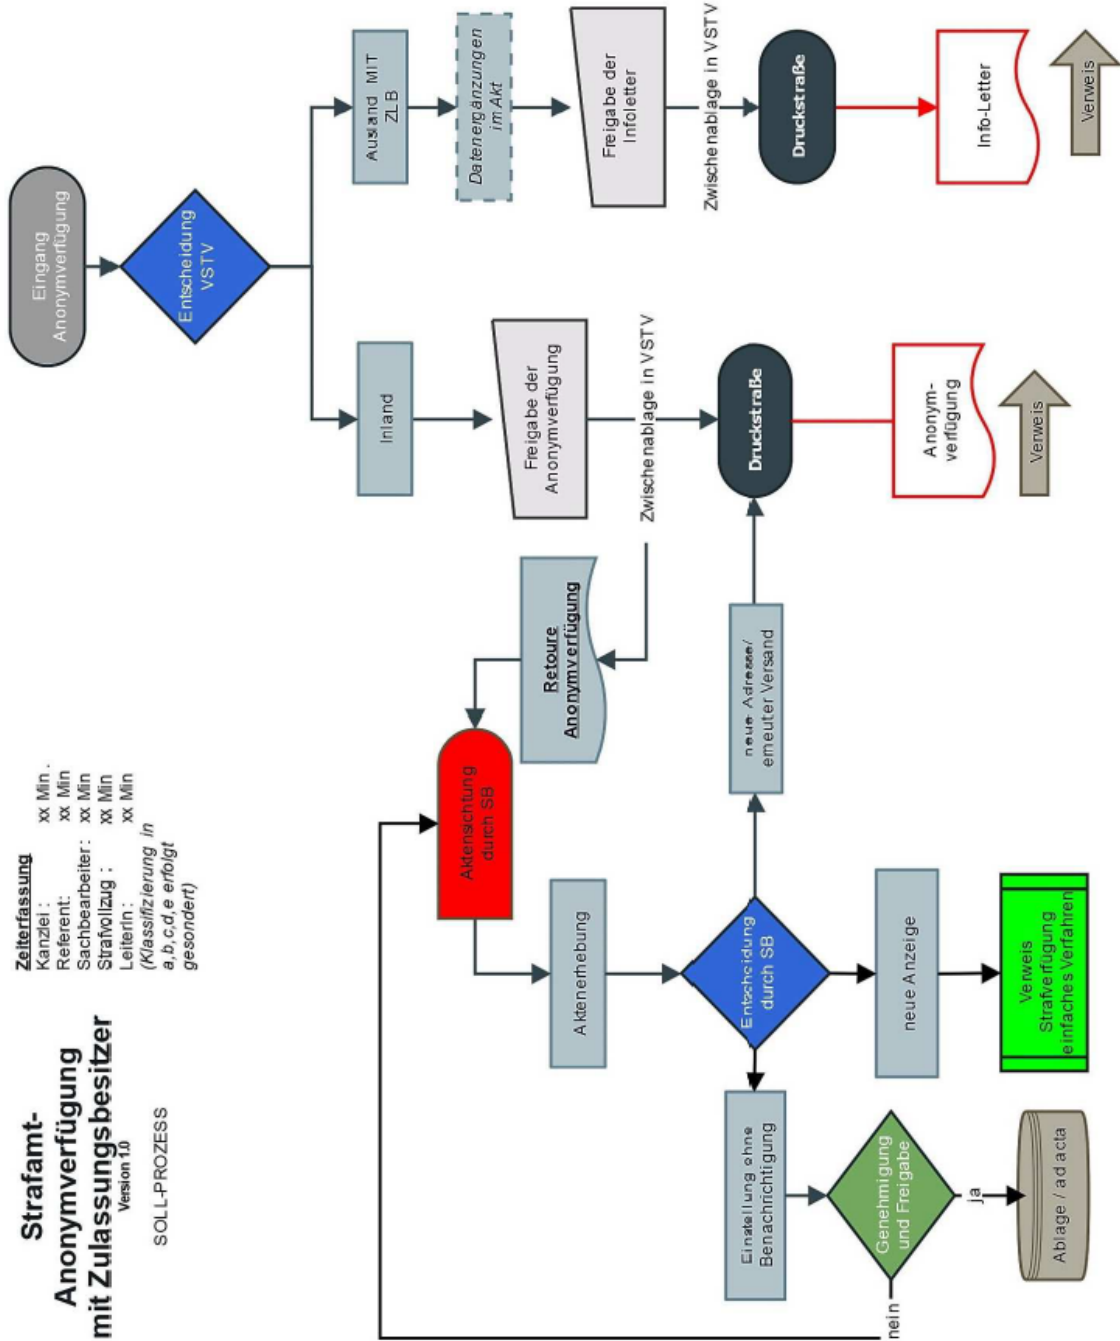 Strafamt-
Anonymverfügung
mit Zulassungsbesitzer
Version 1.0
SOLL-PROZESS
Zeiterfassung
Kanzlei : xx Min .
Referent: xx Min
Sachbearbeiter : xx Min
Strafvollzug : xx Min
LeiterIn : xx Min
(Klassifizierung in
a,b,c,d,e erfolgt
gesondert)
Eingang
Anonymverfügung
Entscheidung
VSTV
Inland
Ausland MIT
ZLB
Datenergänzungen
im Akt
Freigabe der
Anonymverfügung
Freigabe der
Infoletter
Zwischenablage in VSTV
Zwischenablage in VSTV
Retoure
Anonymverfügung
Aktensichtung
durch SB
Aktenerhebung
Entscheidung
durch SB
neue Adresse/
erneuter Versand
Druckstraße
Druckstraße
Einstellung ohne
Benachrichtigung
neue Anzeige
Anonym-
verfügung
Info-Letter
Genehmigung
und Freigabe
nein
ja
Verweis
Strafverfügung
einfaches Verfahren
Verweis
Verweis
Ablage / adacta